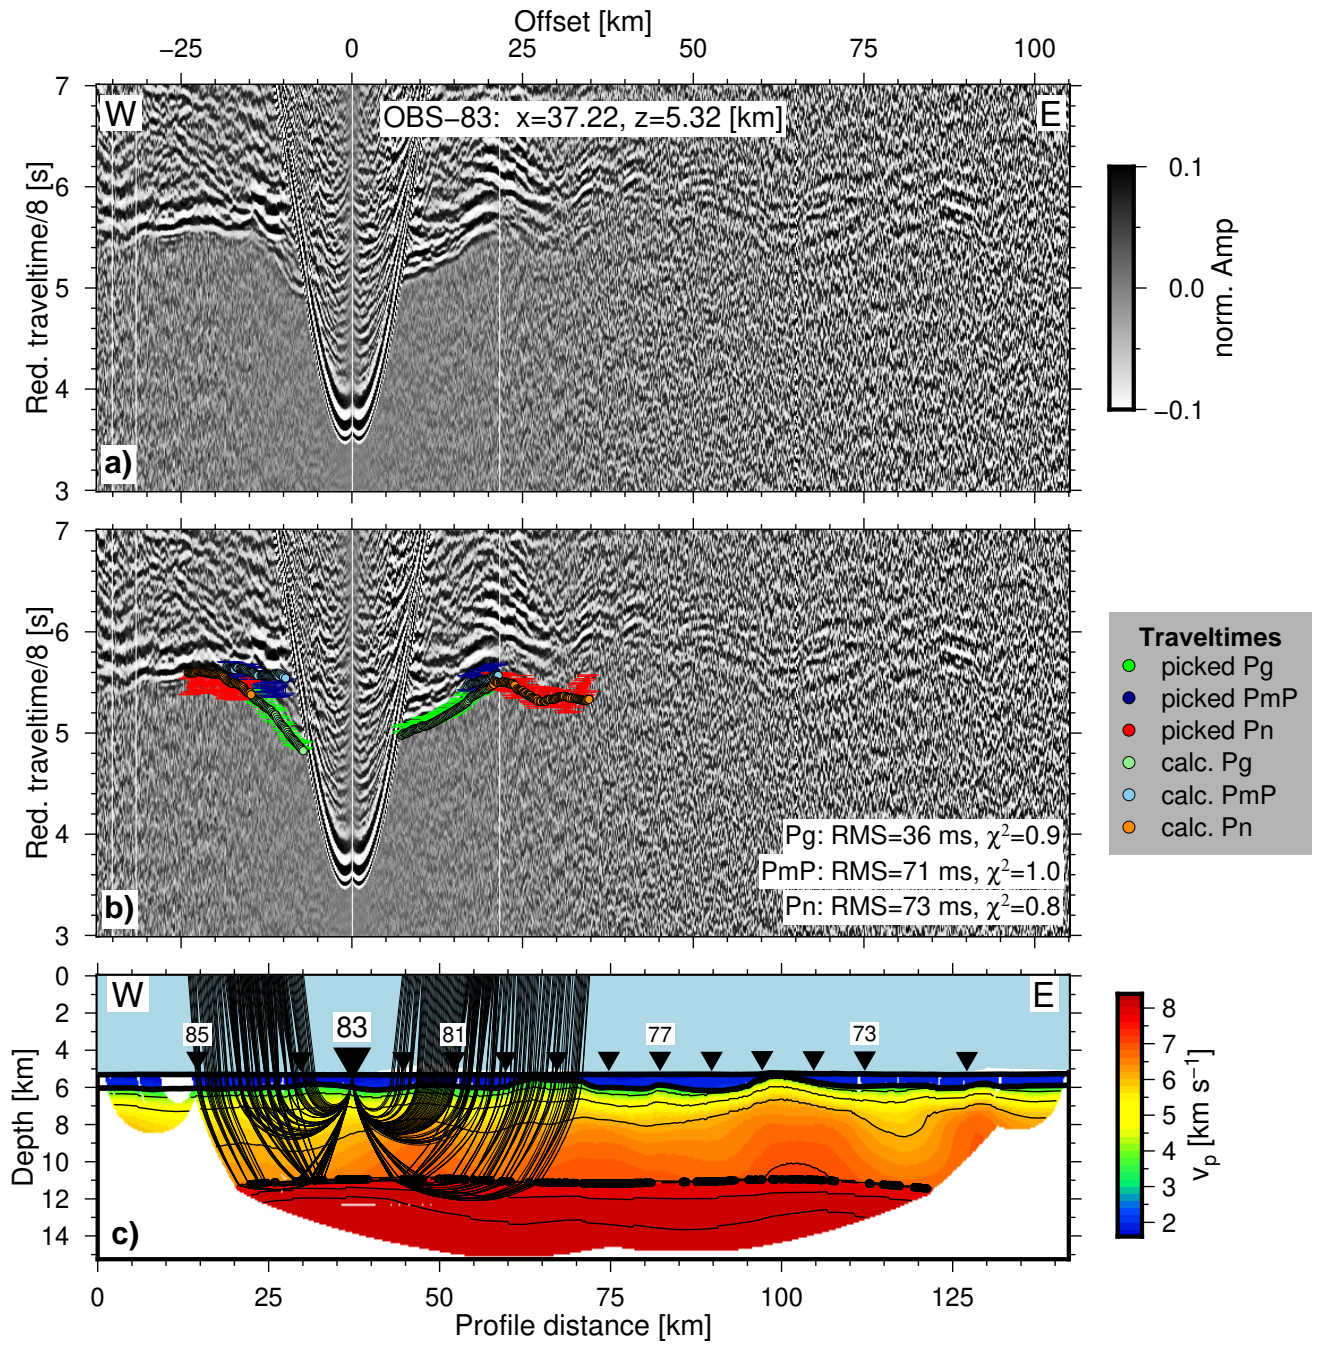 Offset [km]
−25 0 25 50 75 100
7
6
5
4
3
Red. traveltime/8 [s]
W
OBS−83: x=37.22, z=5.32 [km]
E
a)
0.1
0.0
−0.1
norm. Amp
7
6
5
4
3
Red. traveltime/8 [s]
b)
Pg: RMS=36 ms, χ²=0.9
PmP: RMS=71 ms, χ²=1.0
Pn: RMS=73 ms, χ²=0.8
Traveltimes
picked Pg
picked PmP
picked Pn
calc. Pg
calc. PmP
calc. Pn
0
2
4
6
8
10
12
14
Depth [km]
W
E
85 83 81 77 73
c)
8
7
6
5
4
3
2
vp [km s⁻¹]
0 25 50 75 100 125
Profile distance [km]